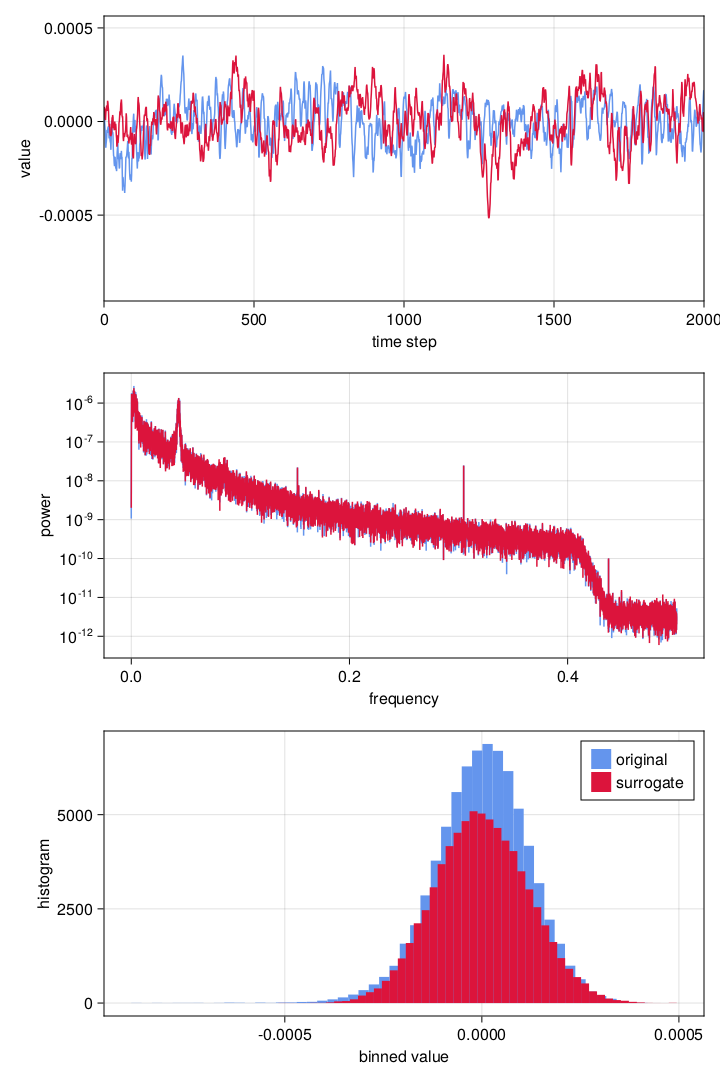 0.0005
0.0000
-0.0005
value
0 500 1000 1500 2000
time step
10^-6
10^-7
10^-8
10^-9
10^-10
10^-11
10^-12
power
0.0 0.2 0.4
frequency
original
surrogate
5000
2500
0
histogram
-0.0005 0.0000 0.0005
binned value